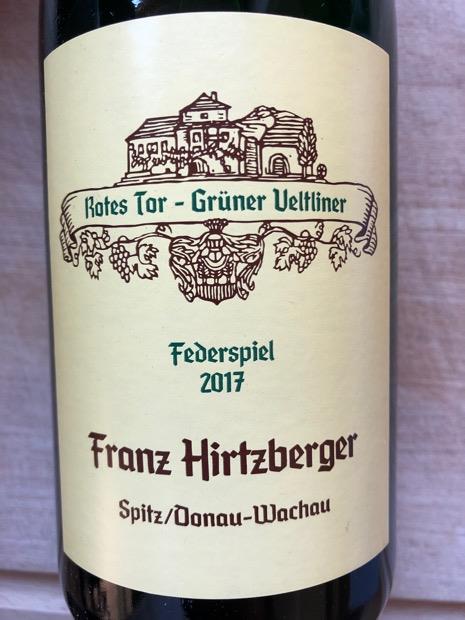 Rotes Tor - Grüner Veltliner
Federspiel
2017
Franz Hirtzberger
Spitz/Donau-Wachau